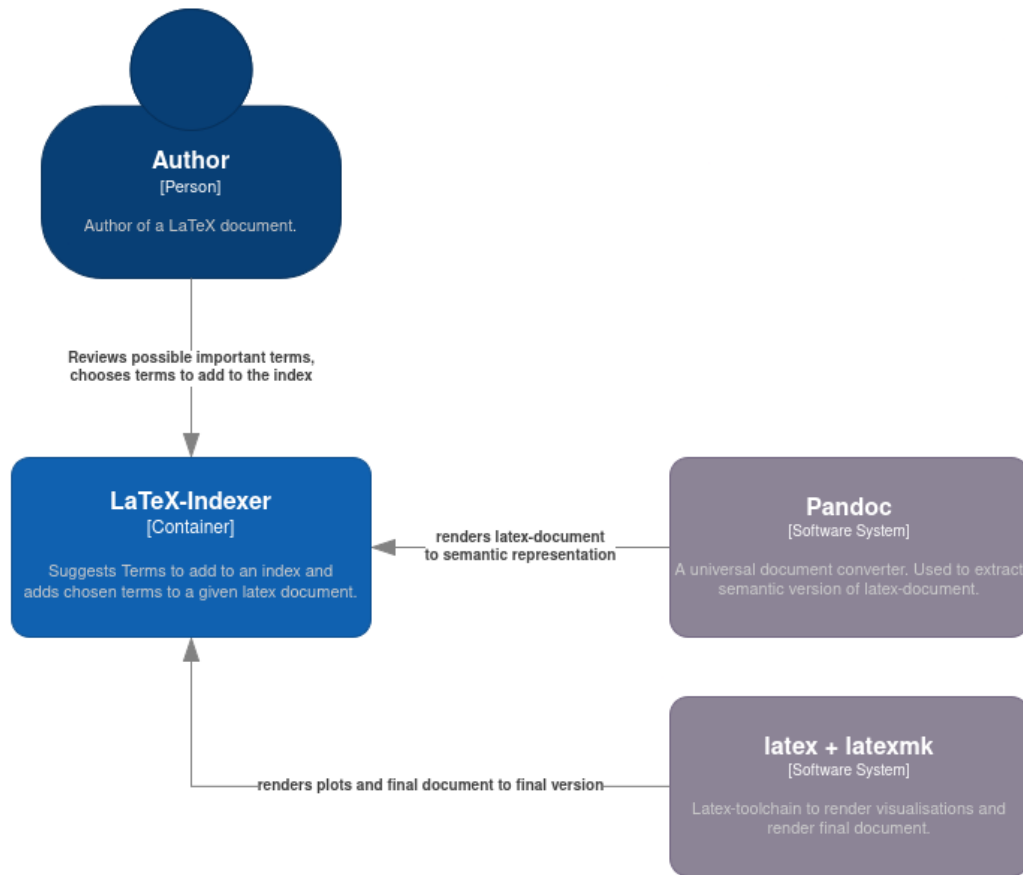 Author
[Person]
Author of a LaTeX document.
Reviews possible important terms,
chooses terms to add to the index
LaTeX-Indexer
[Container]
Suggests Terms to add to an index and
adds chosen terms to a given latex document.
renders latex-document
to semantic representation
Pandoc
[Software System]
A universal document converter. Used to extract
semantic version of latex-document.
renders plots and final document to final version
latex + latexmk
[Software System]
Latex-toolchain to render visualisations and
render final document.